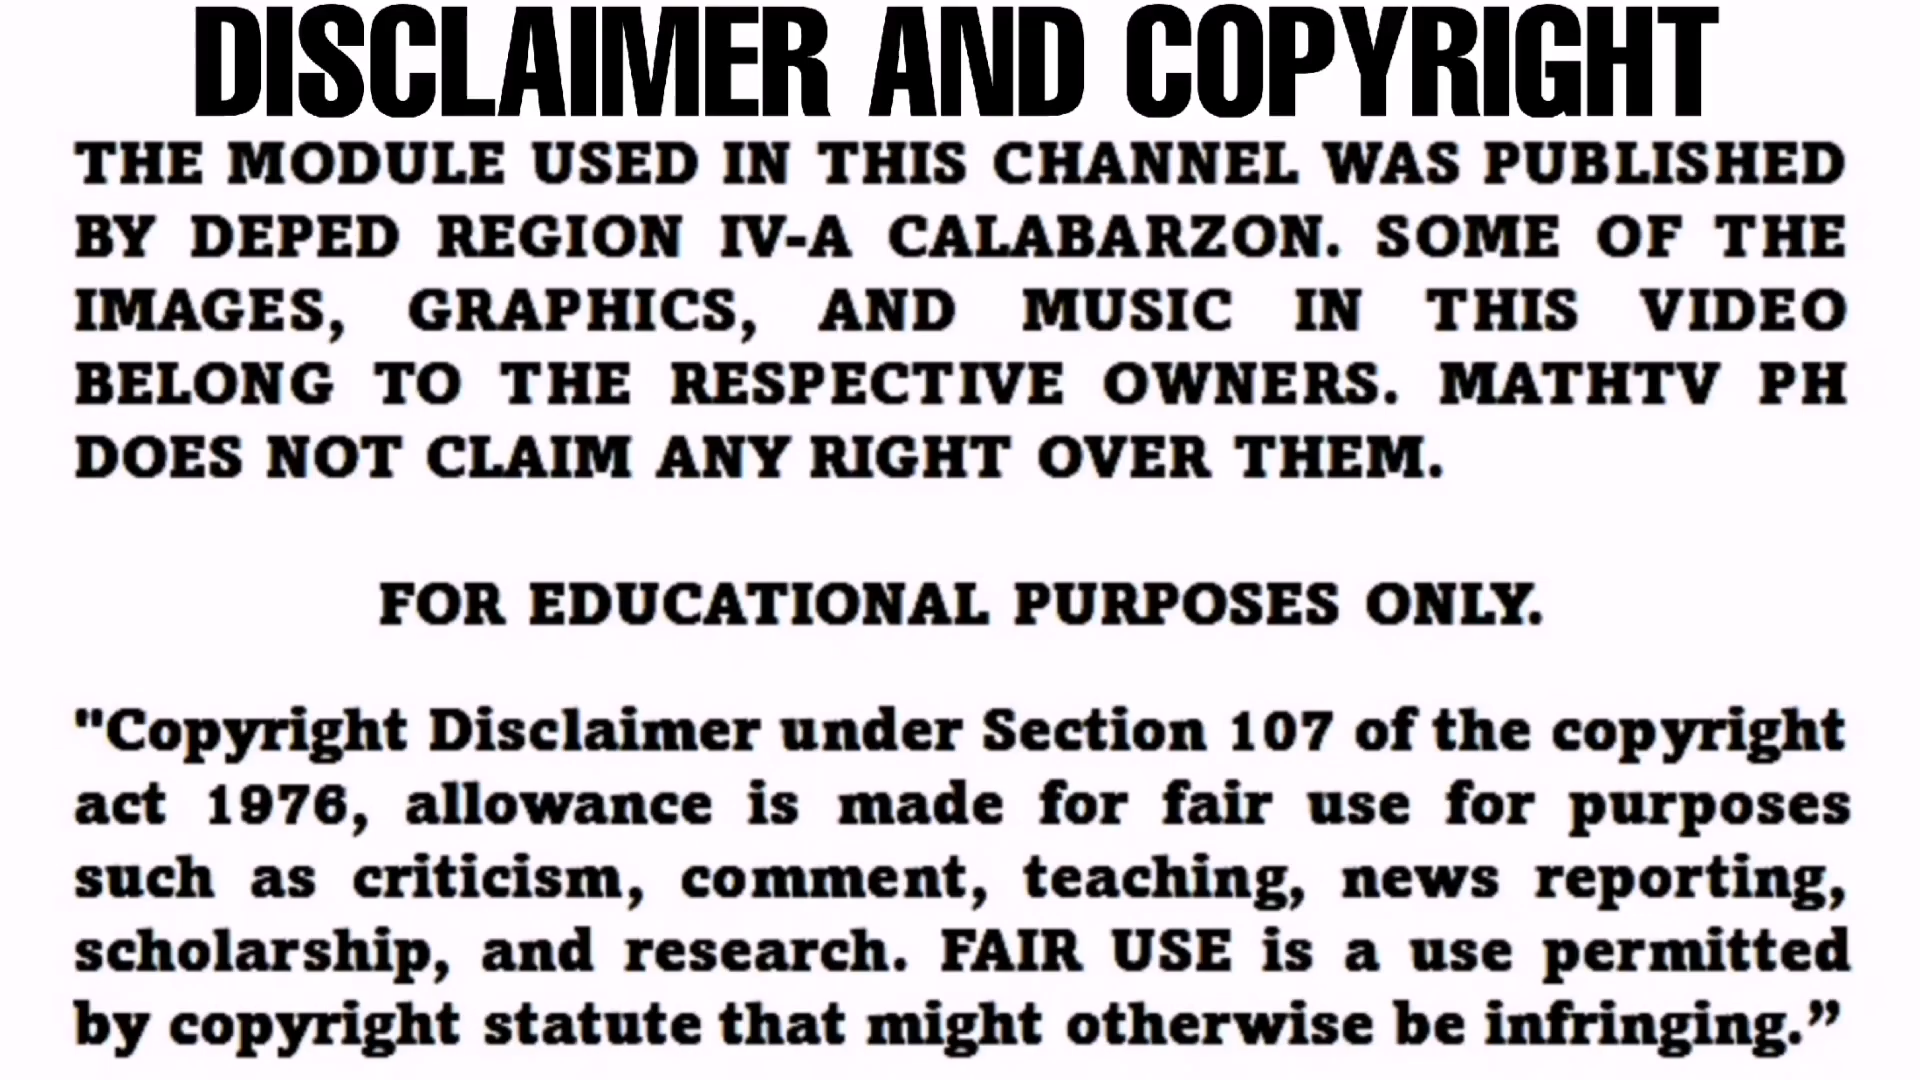 DISCLAIMER AND COPYRIGHT
THE MODULE USED IN THIS CHANNEL WAS PUBLISHED
BY DEPED REGION IV-A CALABARZON. SOME OF THE
IMAGES, GRAPHICS, AND MUSIC IN THIS VIDEO
BELONG TO THE RESPECTIVE OWNERS. MATHTV PH
DOES NOT CLAIM ANY RIGHT OVER THEM.
FOR EDUCATIONAL PURPOSES ONLY.
"Copyright Disclaimer under Section 107 of the copyright
act 1976, allowance is made for fair use for purposes
such as criticism, comment, teaching, news reporting,
scholarship, and research. FAIR USE is a use permitted
by copyright statute that might otherwise be infringing.”